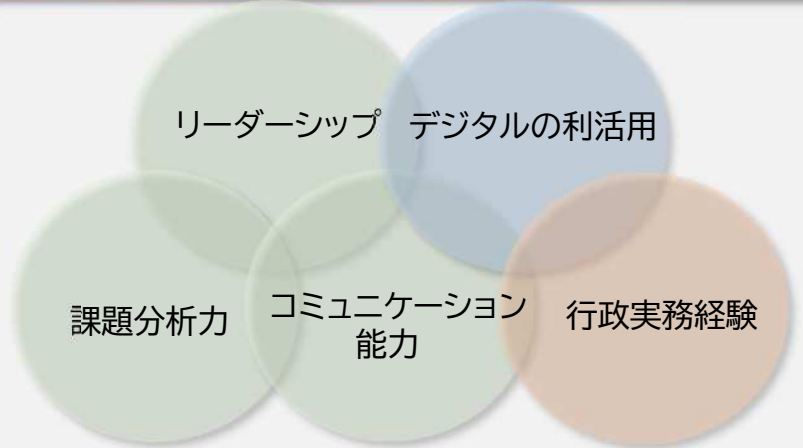 リーダーシップ
デジタルの利活用
課題分析力
コミュニケーション
能力
行政実務経験